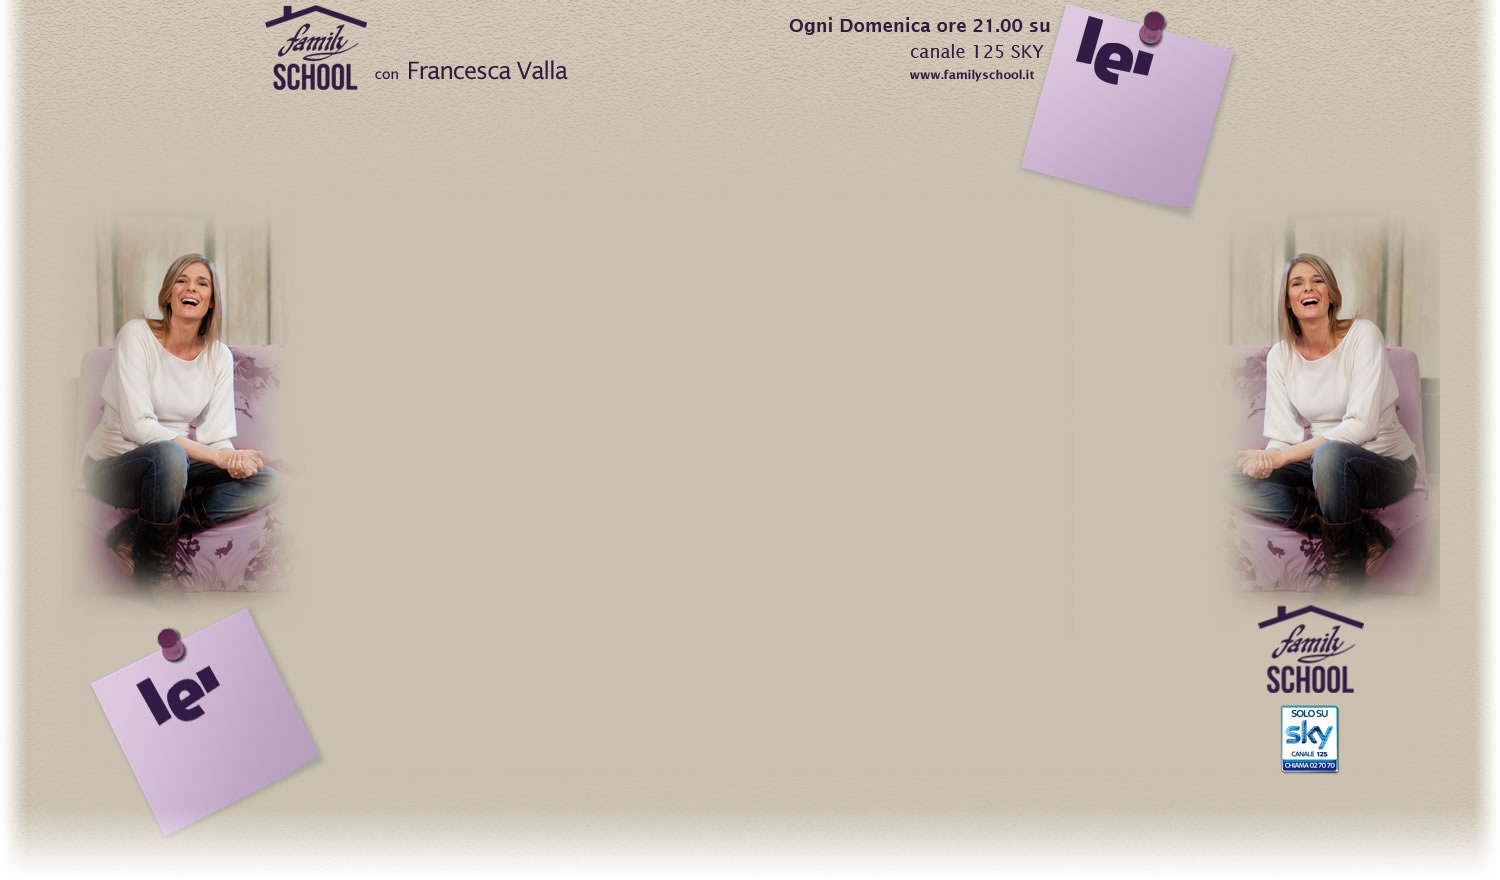 family
SCHOOL
con Francesca Valla
Ogni Domenica ore 21.00 su
canale 125 SKY
www.familyschool.it
lei
lei
family
SCHOOL
SOLO SU
sky
CANALE 125
CHIAMA 02 70 70